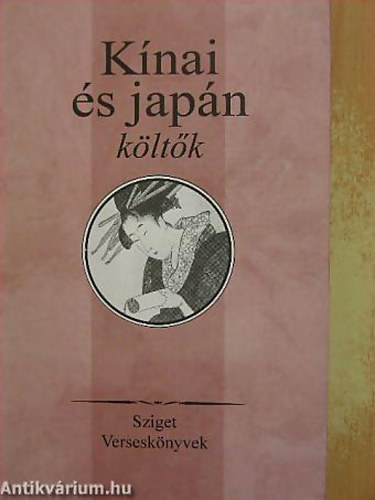 Kínai
és japán
költők
Sziget
Verseskönyvek
Antikvárium.hu